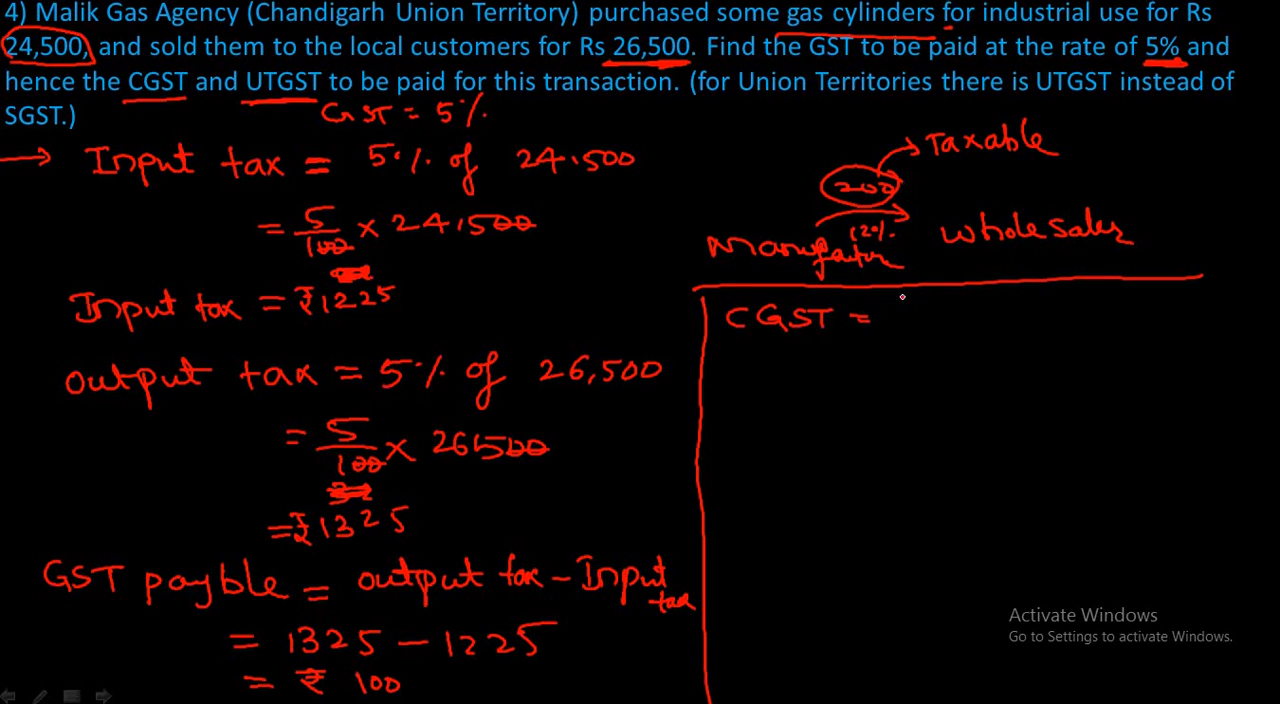 4) Malik Gas Agency (Chandigarh Union Territory) purchased some gas cylinders for industrial use for Rs
24,500, and sold them to the local customers for Rs 26,500. Find the GST to be paid at the rate of 5% and
hence the CGST and UTGST to be paid for this transaction. (for Union Territories there is UTGST instead of
SGST.)
GST = 5%
Input tax = 5% of 24,500
= 5/100 × 24,500
Input tax = ₹1225
output tax = 5% of 26,500
= 5/100 × 26500
= ₹1325
GST payble = output tax - Input
tax
= 1325 - 1225
= ₹ 100
Taxable
200
12%
wholesaler
CGST =
Activate Windows
Go to Settings to activate Windows.